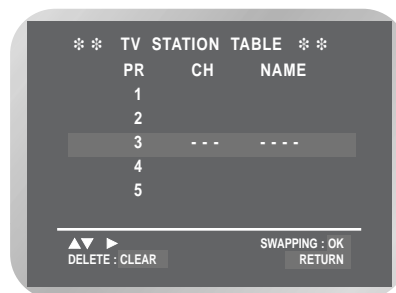 ❇❇ TV STATION TABLE ❇❇
PR CH NAME
1
2
3 - - - - - - -
4
5
▲▼ ► SWAPPING : OK
DELETE : CLEAR RETURN